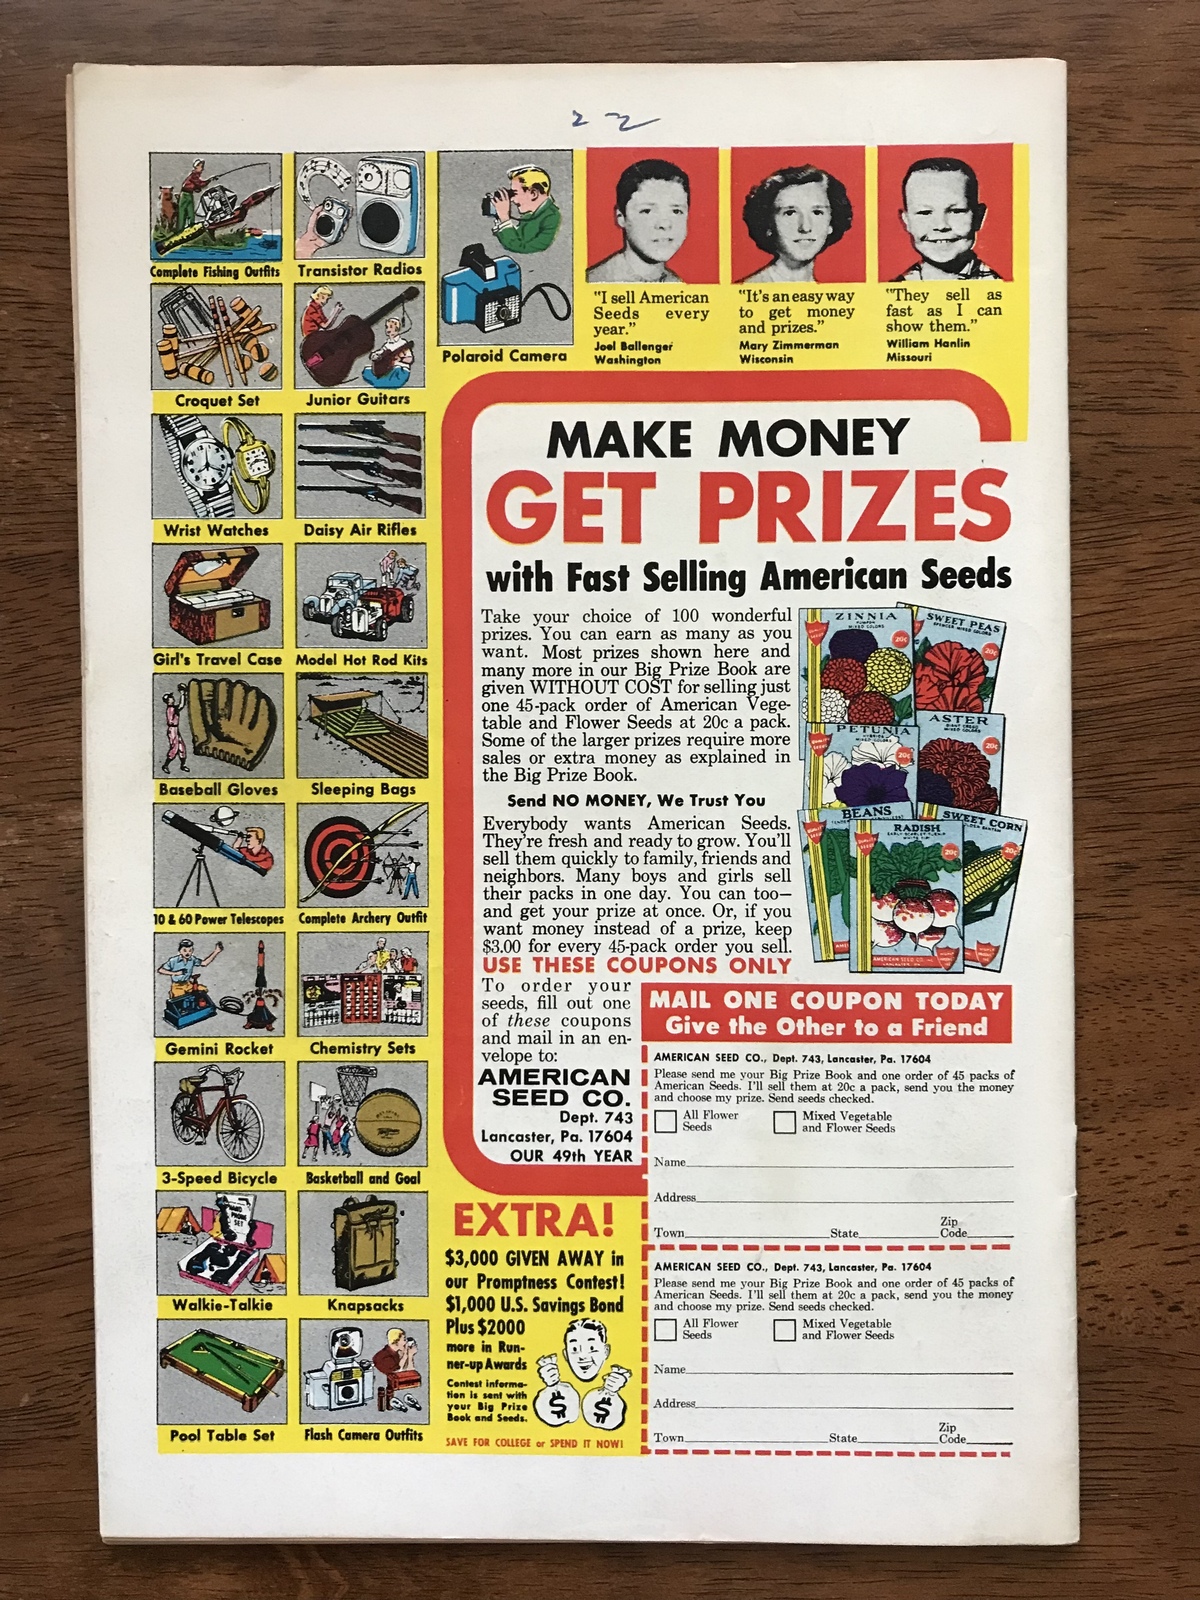 22
Complete Fishing Outfits
Transistor Radios
Croquet Set
Junior Guitars
Wrist Watches
Daisy Air Rifles
Girl's Travel Case
Model Hot Rod Kits
Baseball Gloves
Sleeping Bags
10 & 60 Power Telescopes
Complete Archery Outfit
Gemini Rocket
Chemistry Sets
3-Speed Bicycle
Basketball and Goal
Walkie-Talkie
Knapsacks
Pool Table Set
Flash Camera Outfits
Polaroid Camera
"I sell American
Seeds every
year."
Joel Ballenger
Washington
"It's an easy way
to get money
and prizes."
Mary Zimmerman
Wisconsin
"They sell as
fast as I can
show them."
William Hanlin
Missouri
MAKE MONEY
GET PRIZES
with Fast Selling American Seeds
Take your choice of 100 wonderful
prizes. You can earn as many as you
want. Most prizes shown here and
many more in our Big Prize Book are
given WITHOUT COST for selling just
one 45-pack order of American Vege-
table and Flower Seeds at 20c a pack.
Some of the larger prizes require more
sales or extra money as explained in
the Big Prize Book.
Send NO MONEY, We Trust You
Everybody wants American Seeds.
They're fresh and ready to grow. You'll
sell them quickly to family, friends and
neighbors. Many boys and girls sell
their packs in one day. You can too—
and get your prize at once. Or, if you
want money instead of a prize, keep
$3.00 for every 45-pack order you sell.
USE THESE COUPONS ONLY
To order your
seeds, fill out one
of these coupons
and mail in an en-
velope to:
AMERICAN
SEED CO.
Dept. 743
Lancaster, Pa. 17604
OUR 49th YEAR
ZINNIA
MIXED COLORS
20c
SWEET PEAS
SPENCER MIXED COLORS
20c
PETUNIA
MIXED COLORS
20c
ASTER
MIXED COLORS
20c
BEANS
RADISH
20c
AMERICAN SEED CO.
LANCASTER, PA.
SWEET CORN
20c
MAIL ONE COUPON TODAY
Give the Other to a Friend
AMERICAN SEED CO., Dept. 743, Lancaster, Pa. 17604
Please send me your Big Prize Book and one order of 45 packs of
American Seeds. I'll sell them at 20c a pack, send you the money
and choose my prize. Send seeds checked.
All Flower
Seeds
Mixed Vegetable
and Flower Seeds
Name
Address
Town State Zip
Code
AMERICAN SEED CO., Dept. 743, Lancaster, Pa. 17604
Please send me your Big Prize Book and one order of 45 packs of
American Seeds. I'll sell them at 20c a pack, send you the money
and choose my prize. Send seeds checked.
All Flower
Seeds
Mixed Vegetable
and Flower Seeds
Name
Address
Town State Zip
Code
EXTRA!
$3,000 GIVEN AWAY in
our Promptness Contest!
$1,000 U.S. Savings Bond
Plus $2000
more in Run-
ner-up Awards
Contest informa-
tion is sent with
your Big Prize
Book and Seeds.
$ $
SAVE FOR COLLEGE or SPEND IT NOW!